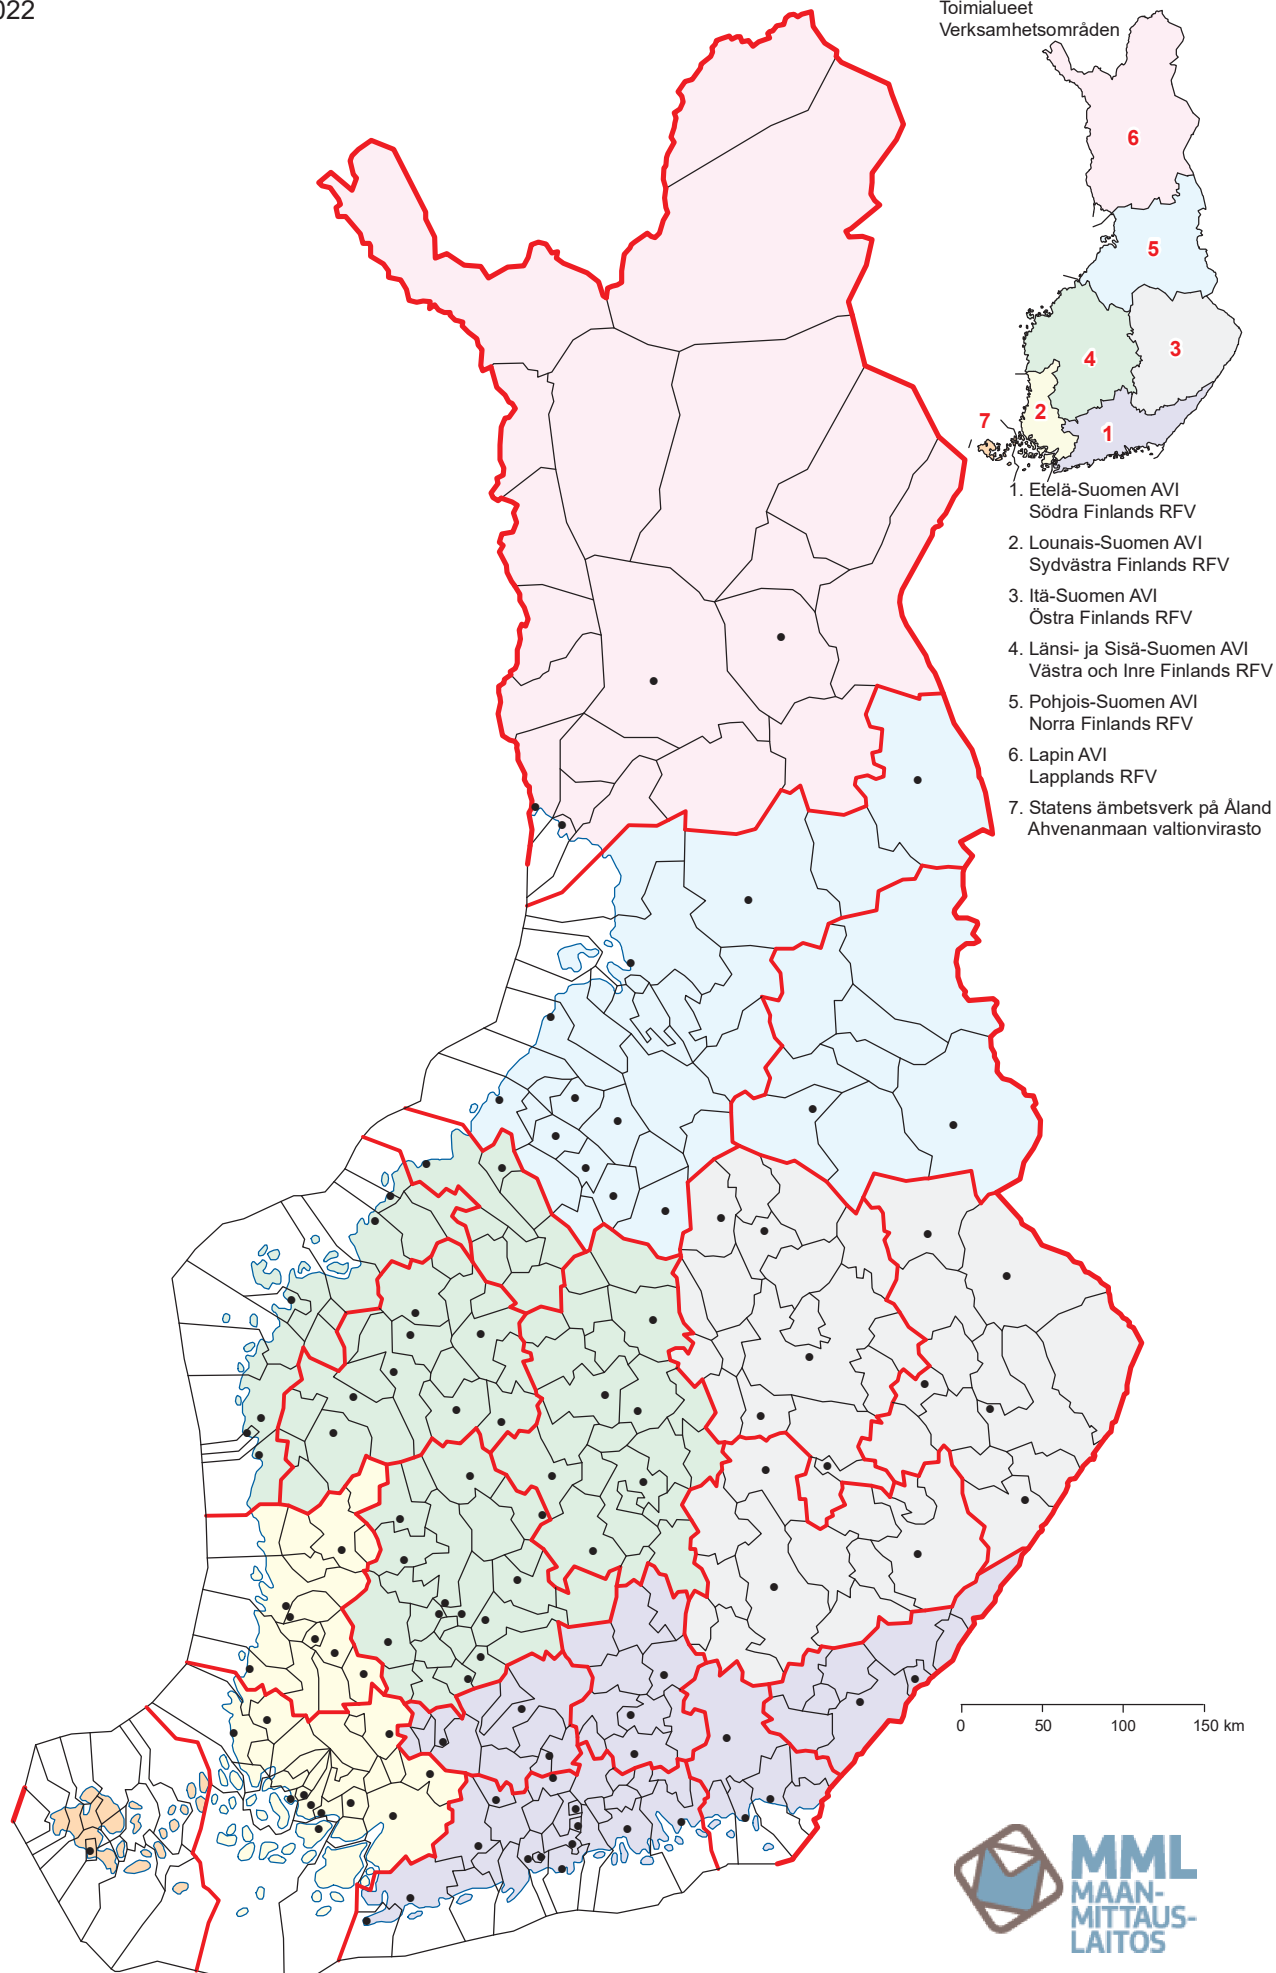 022
Toimialueet
Verksamhetsområden
6
5
4
3
2
7
1
1. Etelä-Suomen AVI
Södra Finlands RFV
2. Lounais-Suomen AVI
Sydvästra Finlands RFV
3. Itä-Suomen AVI
Östra Finlands RFV
4. Länsi- ja Sisä-Suomen AVI
Västra och Inre Finlands RFV
5. Pohjois-Suomen AVI
Norra Finlands RFV
6. Lapin AVI
Lapplands RFV
7. Statens ämbetsverk på Åland
Ahvenanmaan valtionvirasto
0 50 100 150 km
MML
MAAN-
MITTAUS-
LAITOS